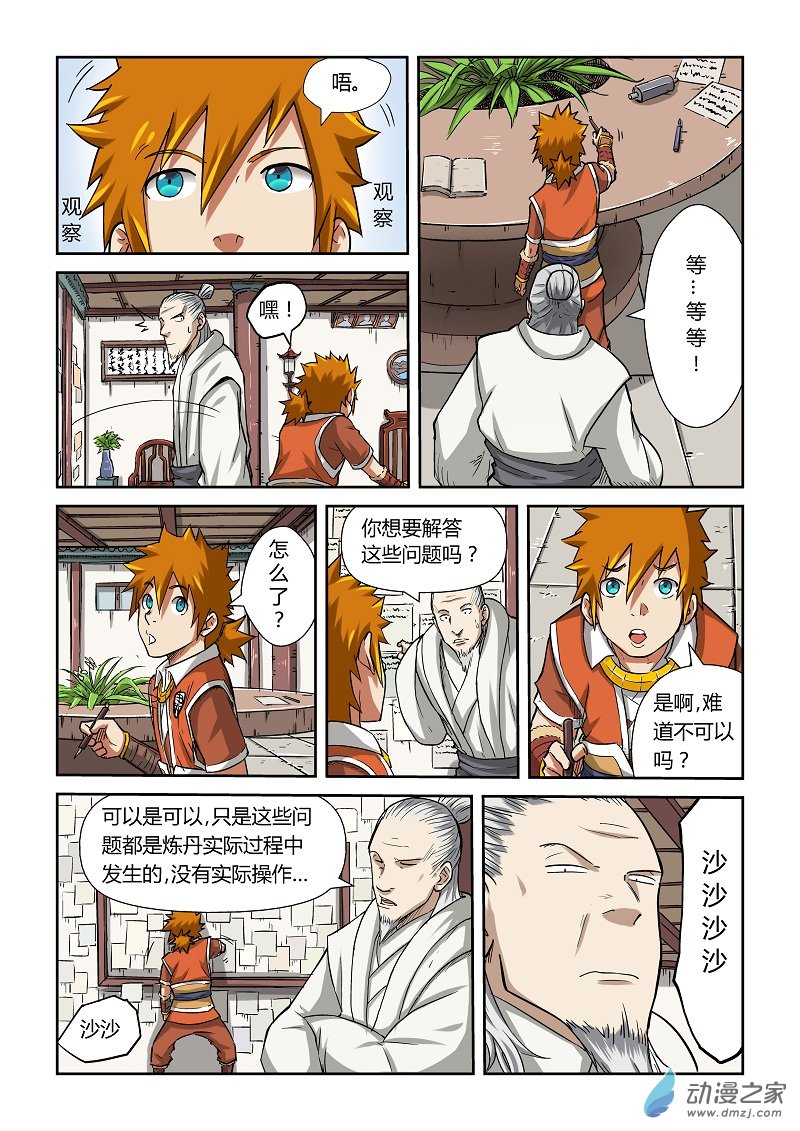 唔。
观察
观察
等…等等！
嘿！
怎么了？
你想要解答
这些问题吗？
是啊，难
道不可以
吗？
可以是可以，只是这些问
题都是炼丹实际过程中
发生的，没有实际操作…
沙沙
沙沙沙沙
动漫之家
www.dmzj.com